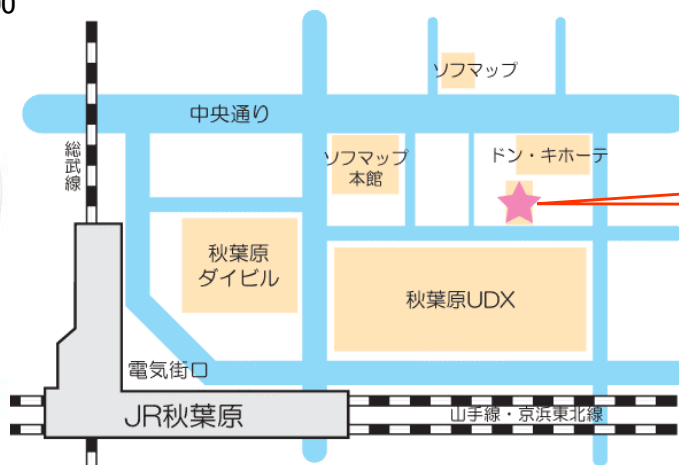 ソフマップ
中央通り
総武線
ソフマップ
本館
ドン・キホーテ
秋葉原
ダイビル
秋葉原UDX
電気街口
JR秋葉原
山手線・京浜東北線